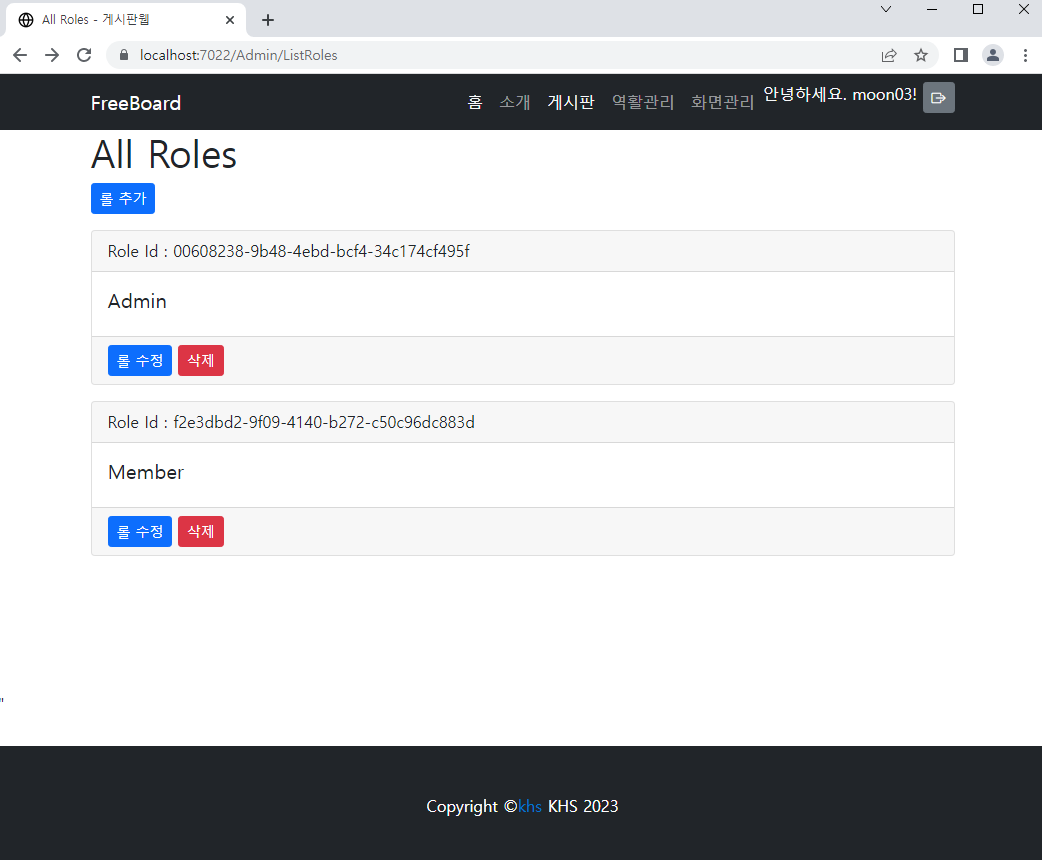 All Roles - 게시판웹
localhost:7022/Admin/ListRoles
FreeBoard 홈 소개 게시판 역활관리 화면관리 안녕하세요. moon03!
All Roles
롤 추가
Role Id : 00608238-9b48-4ebd-bcf4-34c174cf495f
Admin
롤 수정 삭제
Role Id : f2e3dbd2-9f09-4140-b272-c50c96dc883d
Member
롤 수정 삭제
"
Copyright ©khs KHS 2023